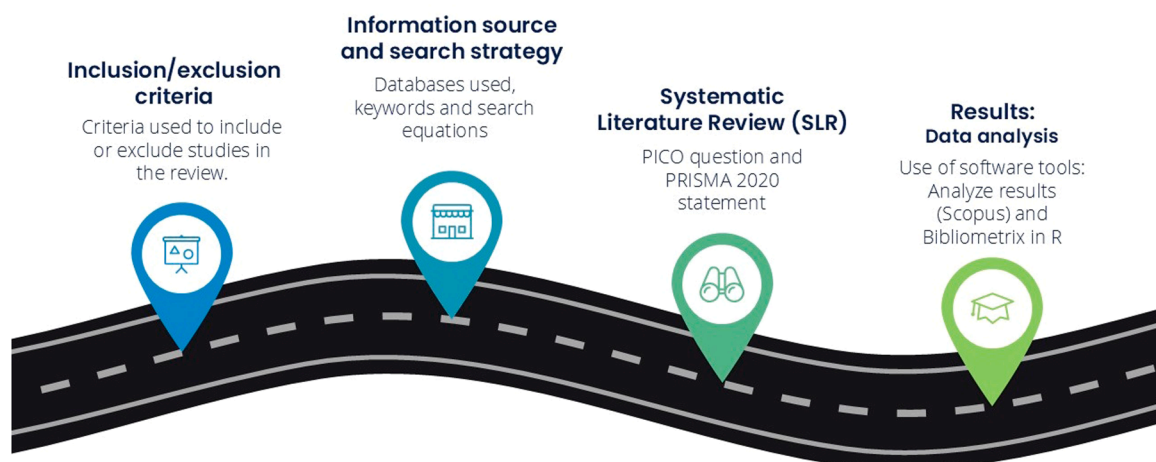 Inclusion/exclusion
criteria
Criteria used to include
or exclude studies in
the review.
Information source
and search strategy
Databases used,
keywords and search
equations
Systematic
Literature Review (SLR)
PICO question and
PRISMA 2020
statement
Results:
Data analysis
Use of software tools:
Analyze results
(Scopus) and
Bibliometrix in R